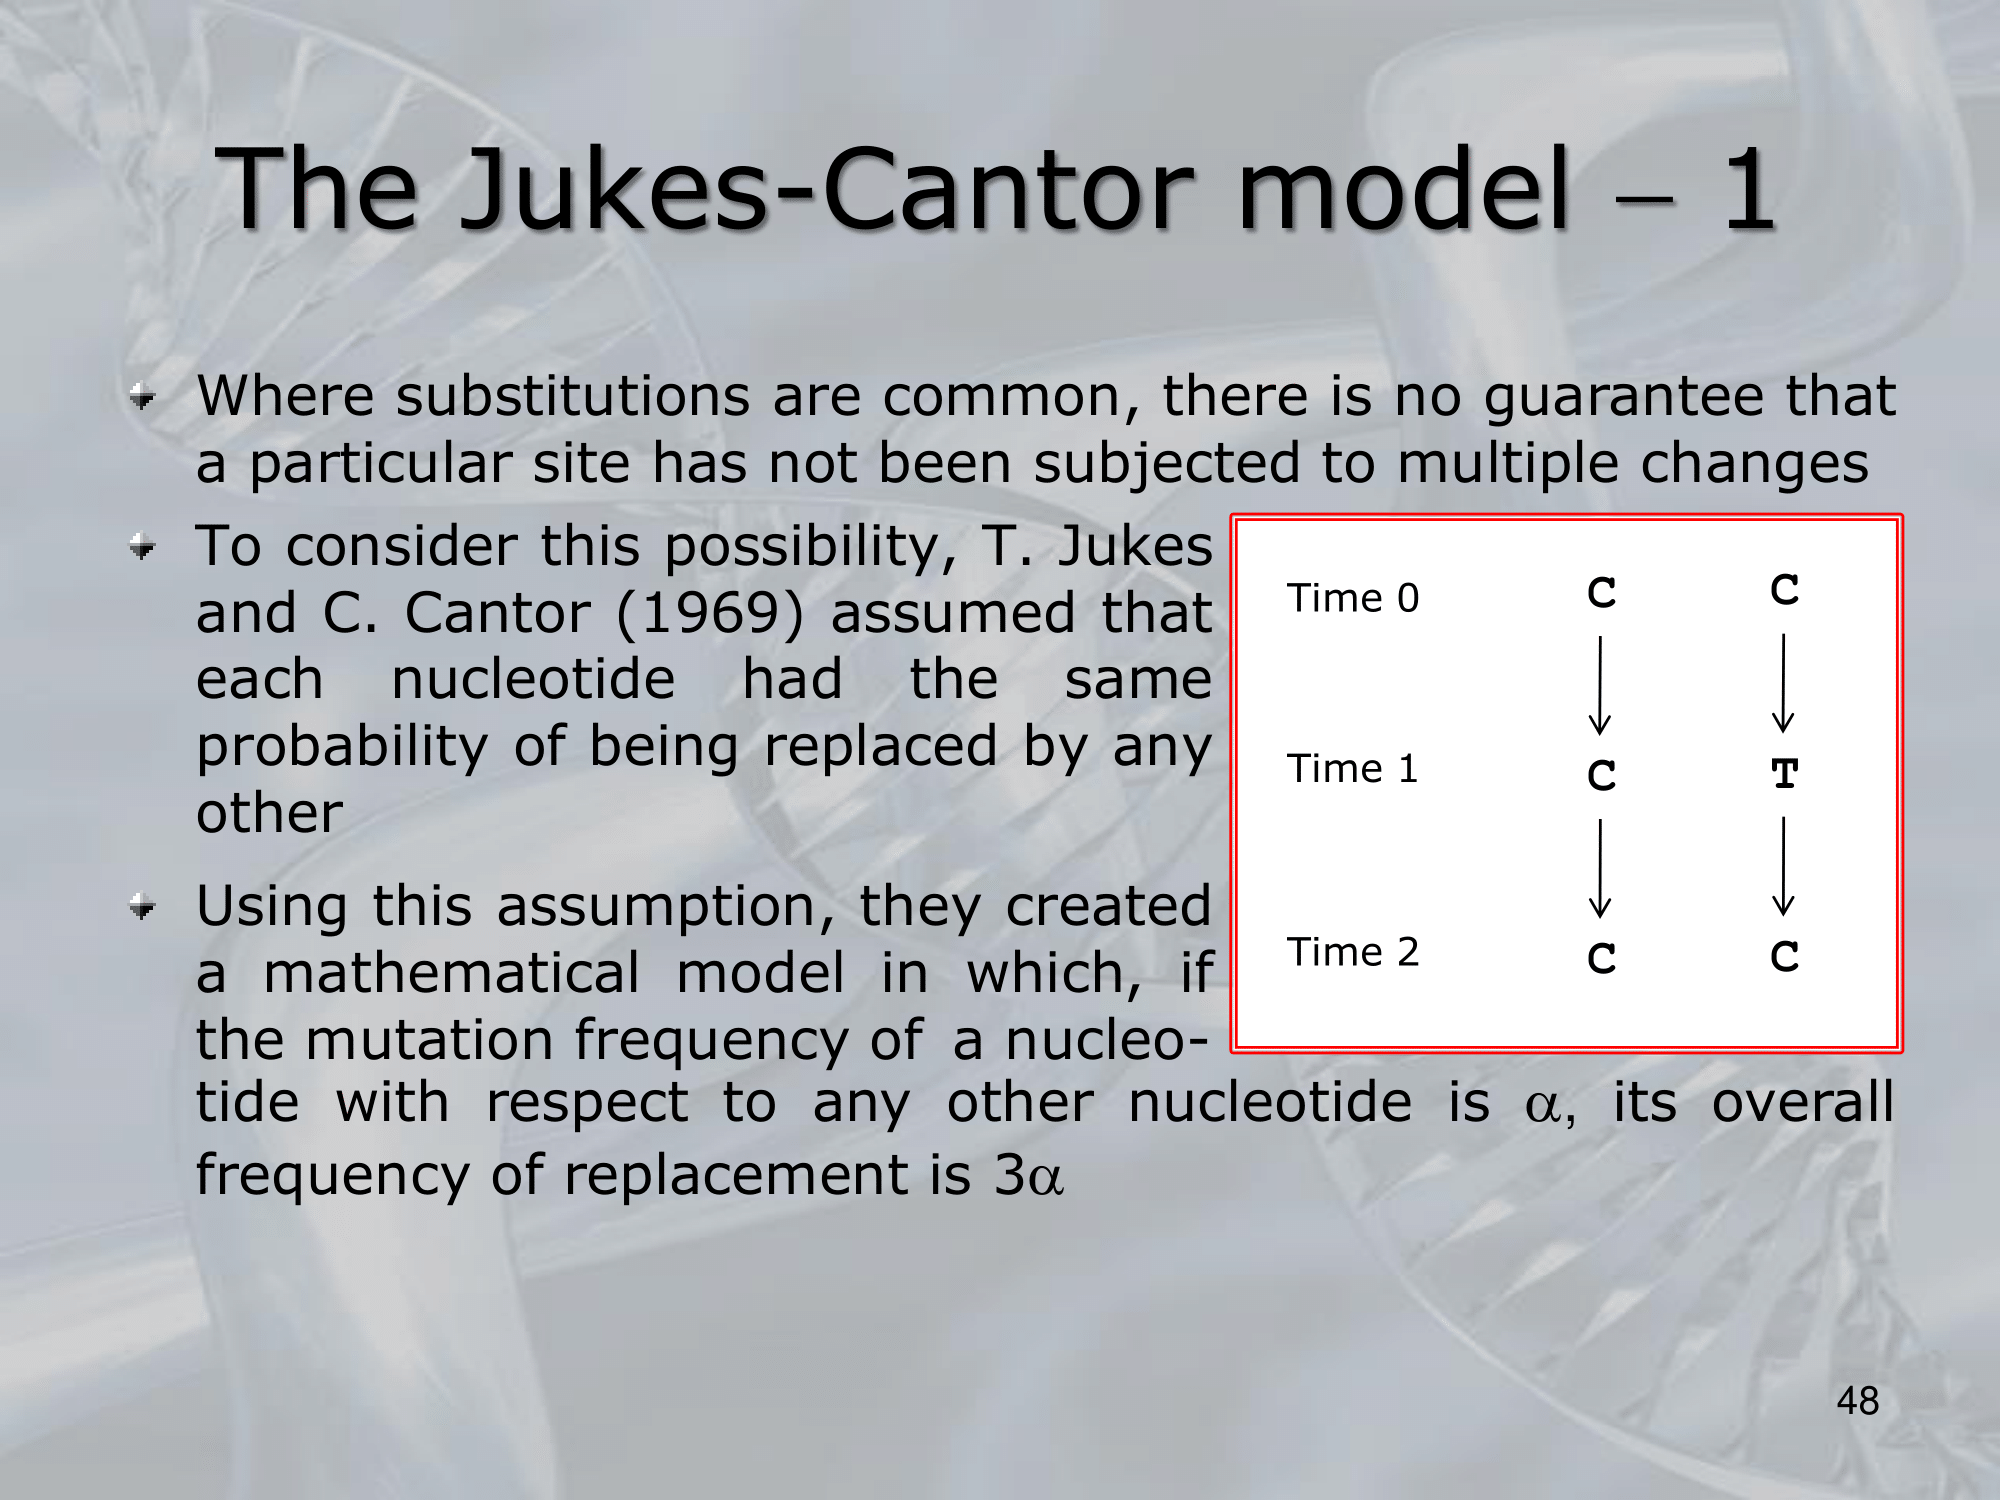 The Jukes-Cantor model – 1
Where substitutions are common, there is no guarantee that
a particular site has not been subjected to multiple changes
To consider this possibility, T. Jukes
and C. Cantor (1969) assumed that
each nucleotide had the same
probability of being replaced by any
other
Using this assumption, they created
a mathematical model in which, if
the mutation frequency of a nucleo-
tide with respect to any other nucleotide is α, its overall
frequency of replacement is 3α
Time 0 C C
Time 1 C T
Time 2 C C
48